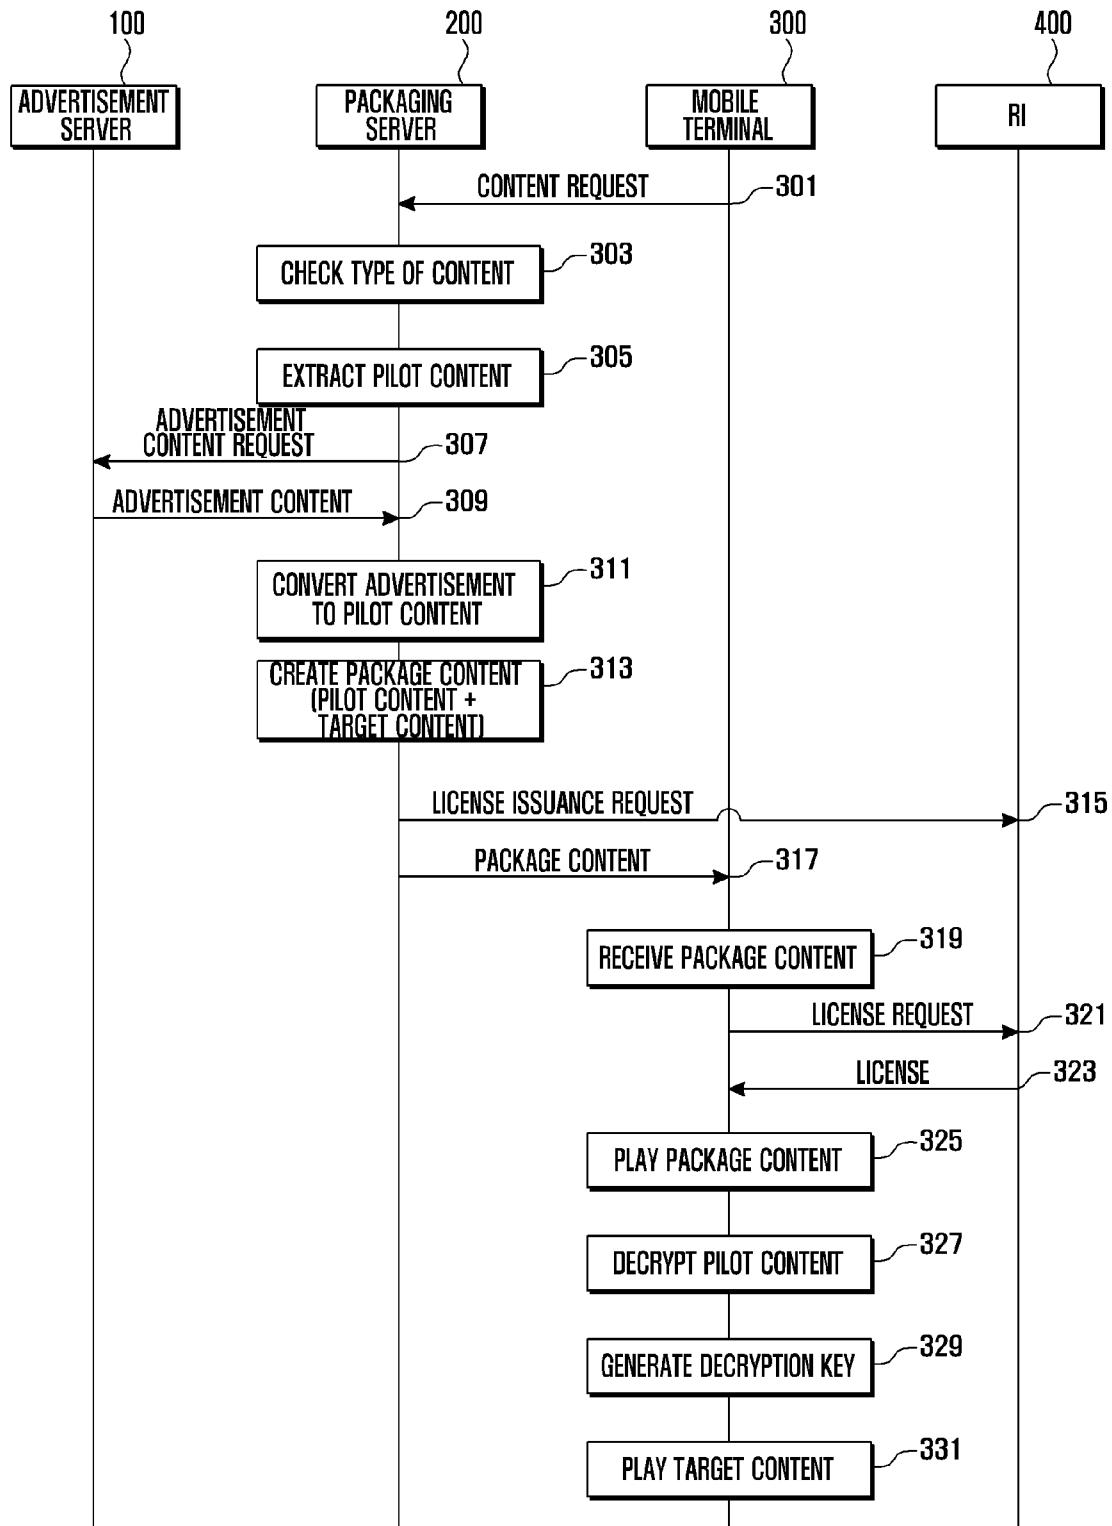 100
200
300
400
ADVERTISEMENT
SERVER
PACKAGING
SERVER
MOBILE
TERMINAL
RI
CONTENT REQUEST
301
CHECK TYPE OF CONTENT
303
EXTRACT PILOT CONTENT
305
ADVERTISEMENT
CONTENT REQUEST
307
ADVERTISEMENT CONTENT
309
CONVERT ADVERTISEMENT
TO PILOT CONTENT
311
CREATE PACKAGE CONTENT
(PILOT CONTENT +
TARGET CONTENT)
313
LICENSE ISSUANCE REQUEST
315
PACKAGE CONTENT
317
RECEIVE PACKAGE CONTENT
319
LICENSE REQUEST
321
LICENSE
323
PLAY PACKAGE CONTENT
325
DECRYPT PILOT CONTENT
327
GENERATE DECRYPTION KEY
329
PLAY TARGET CONTENT
331